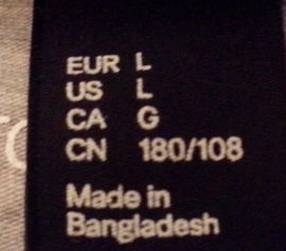 EUR L
US L
CA G
CN 180/108
Made in
Bangladesh